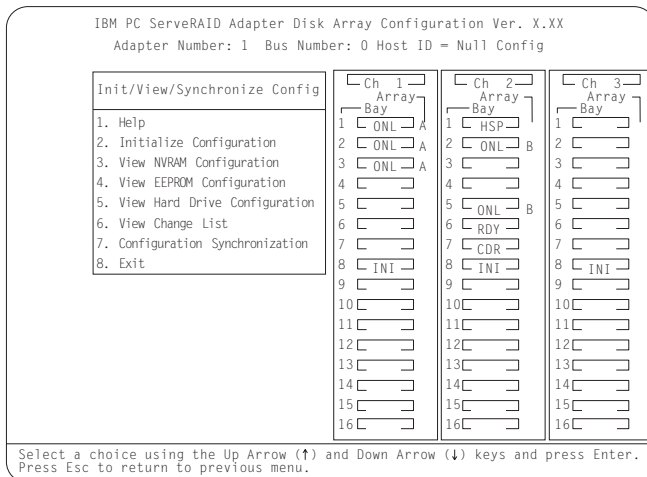 IBM PC ServeRAID Adapter Disk Array Configuration Ver. X.XX
Adapter Number: 1 Bus Number: 0 Host ID = Null Config
Init/View/Synchronize Config
1. Help
2. Initialize Configuration
3. View NVRAM Configuration
4. View EEPROM Configuration
5. View Hard Drive Configuration
6. View Change List
7. Configuration Synchronization
8. Exit
Ch 1
Array
Bay
1 ONL A
2 ONL A
3 ONL A
4
5
6
7
8 INI
9
10
11
12
13
14
15
16
Ch 2
Array
Bay
1 HSP
2 ONL B
3
4
5 ONL B
6 RDY
7 CDR
8 INI
9
10
11
12
13
14
15
16
Ch 3
Array
Bay
1
2
3
4
5
6
7
8 INI
9
10
11
12
13
14
15
16
Select a choice using the Up Arrow (↑) and Down Arrow (↓) keys and press Enter.
Press Esc to return to previous menu.